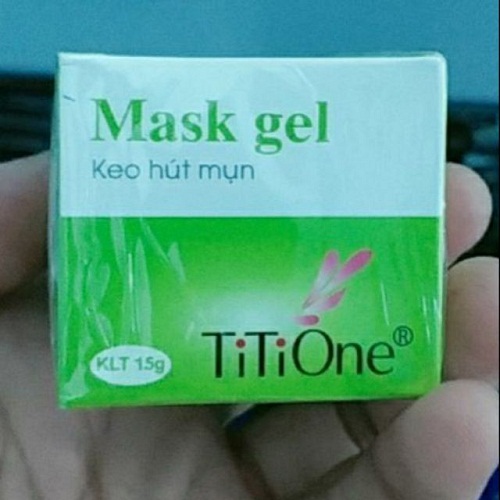 Mask gel
Keo hút mụn
KLT 15g
TiTiOne®